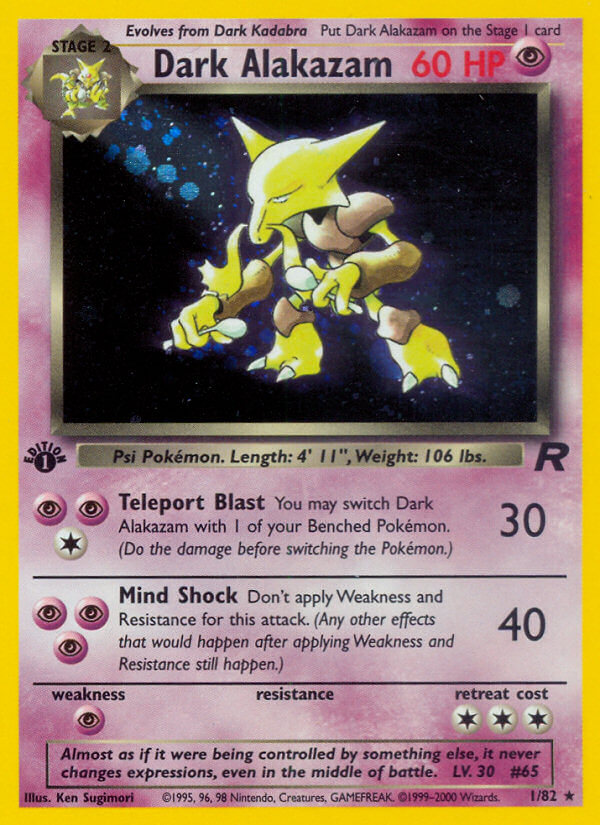 Evolves from Dark Kadabra Put Dark Alakazam on the Stage 1 card
STAGE 2
Dark Alakazam 60 HP
EDITION
1
Psi Pokémon. Length: 4' 11", Weight: 106 lbs.
R
Teleport Blast You may switch Dark
Alakazam with 1 of your Benched Pokémon.
(Do the damage before switching the Pokémon.)
30
Mind Shock Don't apply Weakness and
Resistance for this attack. (Any other effects
that would happen after applying Weakness and
Resistance still happen.)
40
weakness resistance retreat cost
Almost as if it were being controlled by something else, it never
changes expressions, even in the middle of battle. LV. 30 #65
Illus. Ken Sugimori ©1995, 96, 98 Nintendo, Creatures, GAMEFREAK. ©1999-2000 Wizards. 1/82 ★